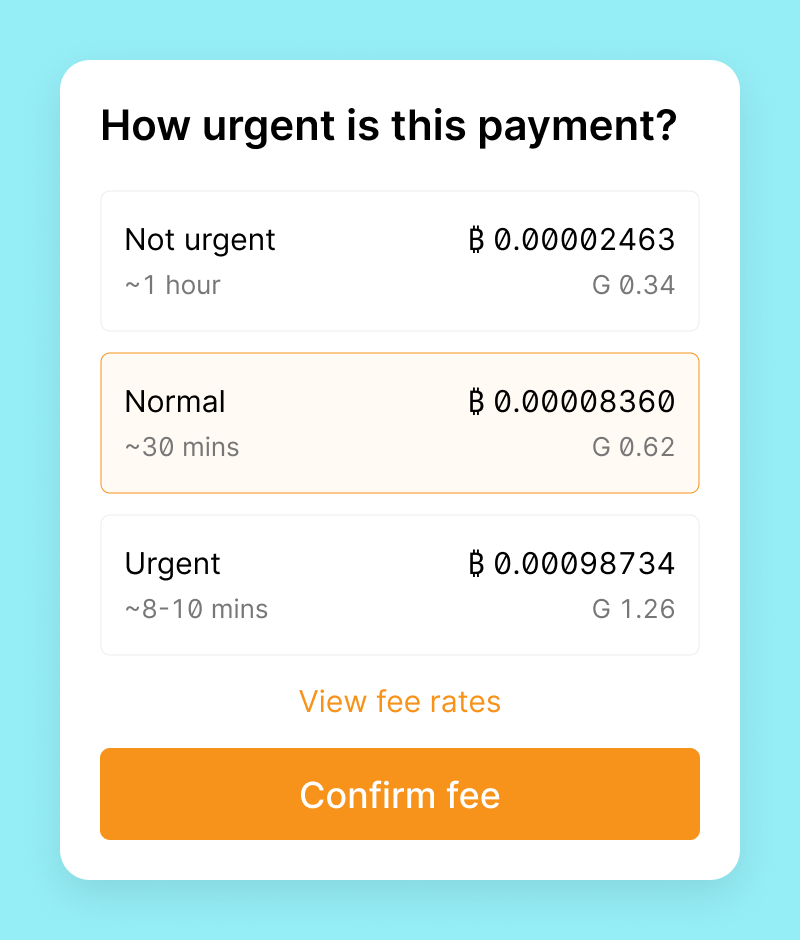 How urgent is this payment?
Not urgent ₿ 0.00002463
~1 hour G 0.34
Normal ₿ 0.00008360
~30 mins G 0.62
Urgent ₿ 0.00098734
~8-10 mins G 1.26
View fee rates
Confirm fee